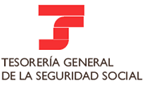 TESORERÍA GENERAL
DE LA SEGURIDAD SOCIAL